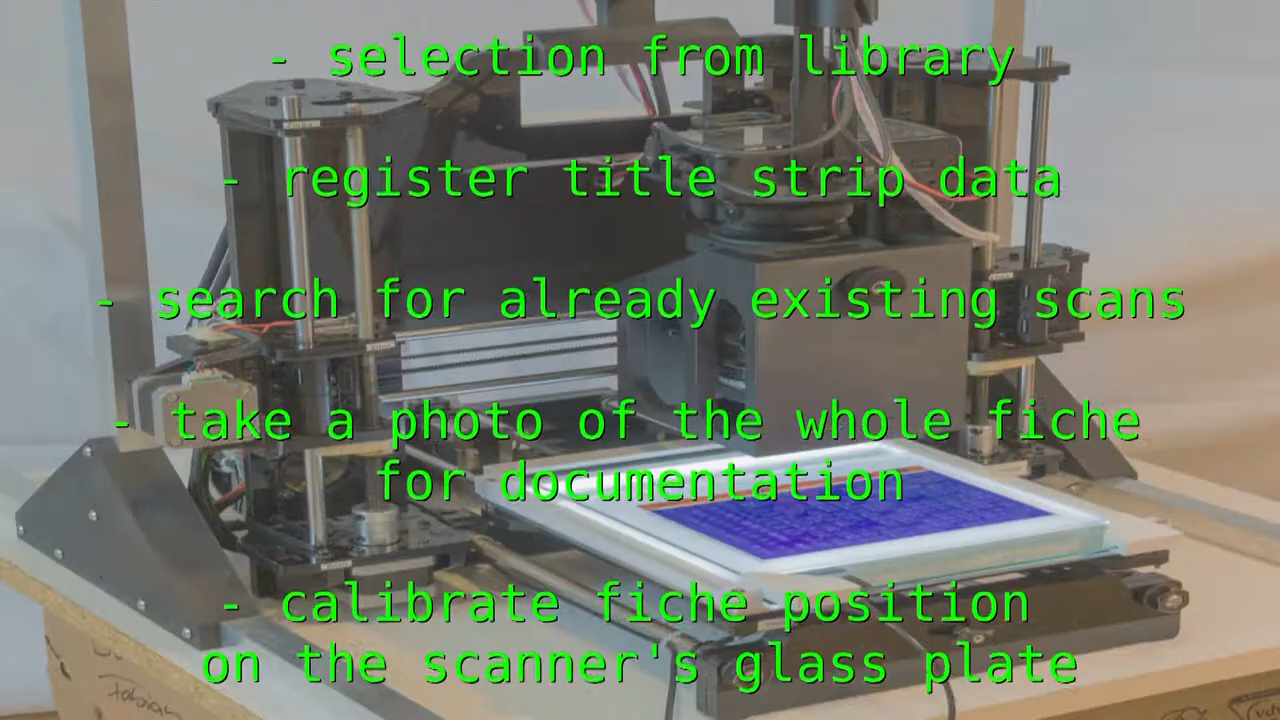 - selection from library
- register title strip data
- search for already existing scans
- take a photo of the whole fiche
for documentation
- calibrate fiche position
on the scanner's glass plate